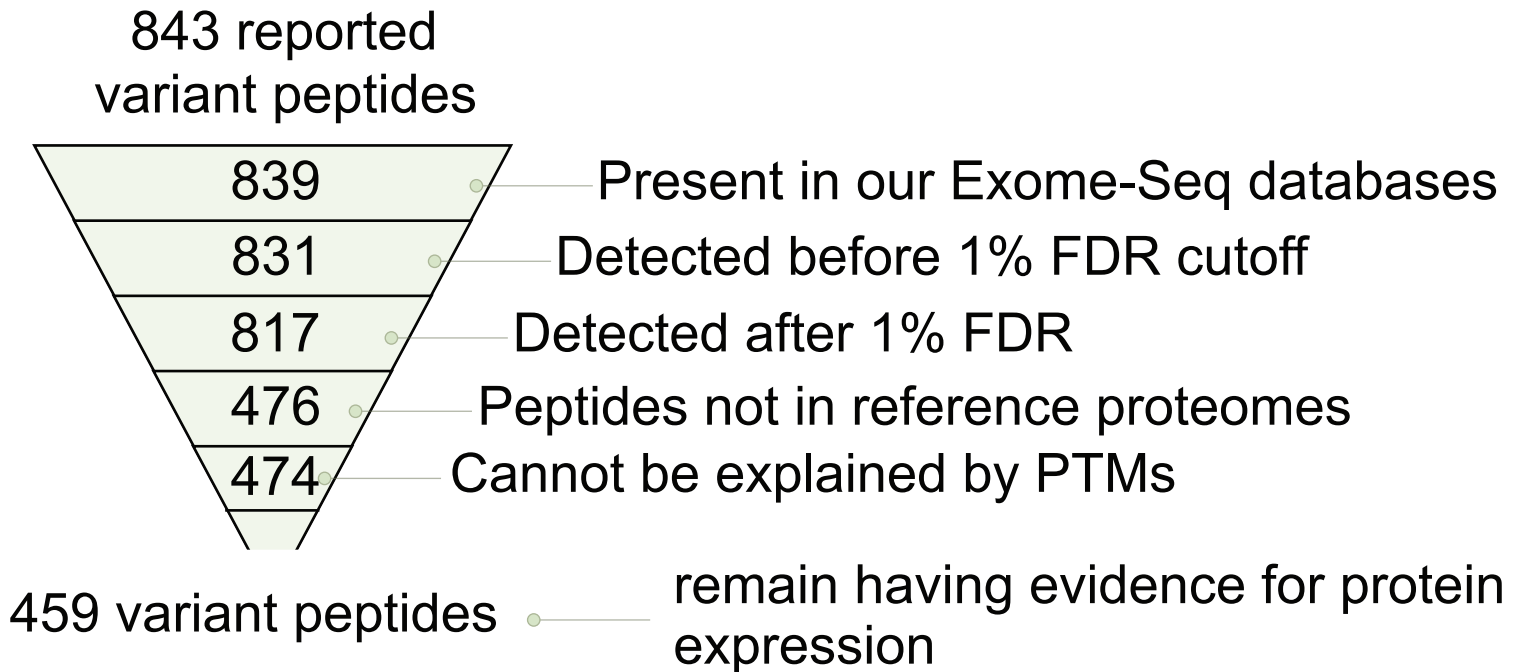 843 reported
variant peptides
839 Present in our Exome-Seq databases
831 Detected before 1% FDR cutoff
817 Detected after 1% FDR
476 Peptides not in reference proteomes
474 Cannot be explained by PTMs
459 variant peptides
remain having evidence for protein
expression